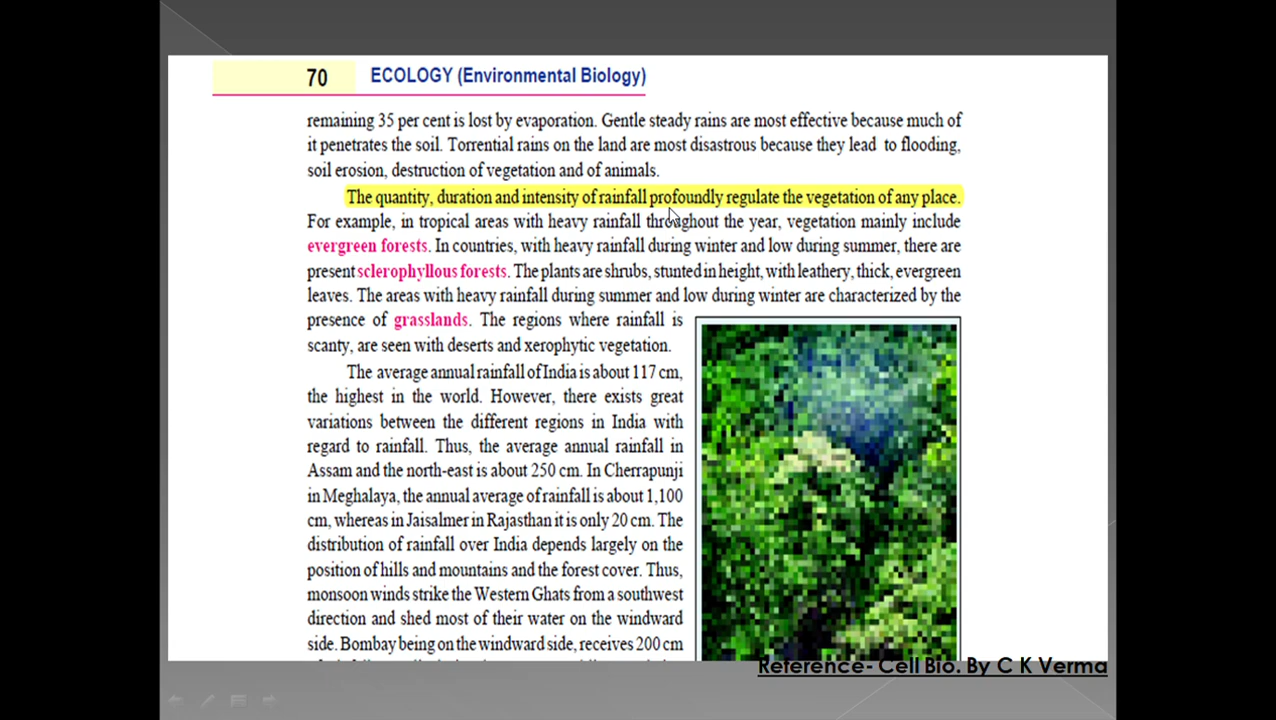 70 ECOLOGY (Environmental Biology)
remaining 35 per cent is lost by evaporation. Gentle steady rains are most effective because much of
it penetrates the soil. Torrential rains on the land are most disastrous because they lead to flooding,
soil erosion, destruction of vegetation and of animals.
The quantity, duration and intensity of rainfall profoundly regulate the vegetation of any place.
For example, in tropical areas with heavy rainfall throughout the year, vegetation mainly include
evergreen forests. In countries, with heavy rainfall during winter and low during summer, there are
present sclerophyllous forests. The plants are shrubs, stunted in height, with leathery, thick, evergreen
leaves. The areas with heavy rainfall during summer and low during winter are characterized by the
presence of grasslands. The regions where rainfall is
scanty, are seen with deserts and xerophytic vegetation.
The average annual rainfall of India is about 117 cm,
the highest in the world. However, there exists great
variations between the different regions in India with
regard to rainfall. Thus, the average annual rainfall in
Assam and the north-east is about 250 cm. In Cherrapunji
in Meghalaya, the annual average of rainfall is about 1,100
cm, whereas in Jaisalmer in Rajasthan it is only 20 cm. The
distribution of rainfall over India depends largely on the
position of hills and mountains and the forest cover. Thus,
monsoon winds strike the Western Ghats from a southwest
direction and shed most of their water on the windward
side. Bombay being on the windward side, receives 200 cm
Reference- Cell Bio. By C K Verma